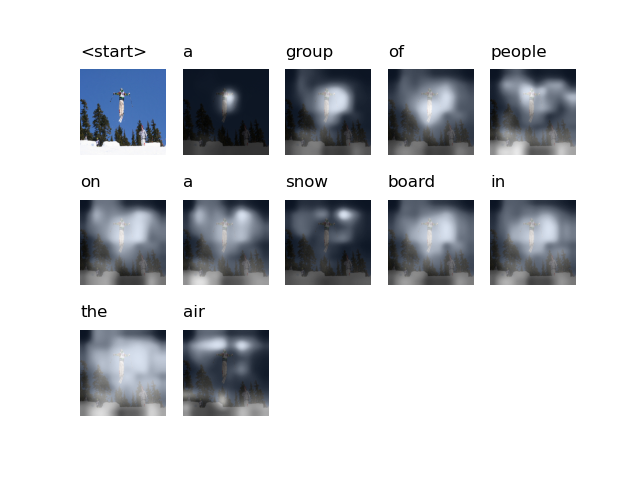 <start> a group of people
on a snow board in
the air